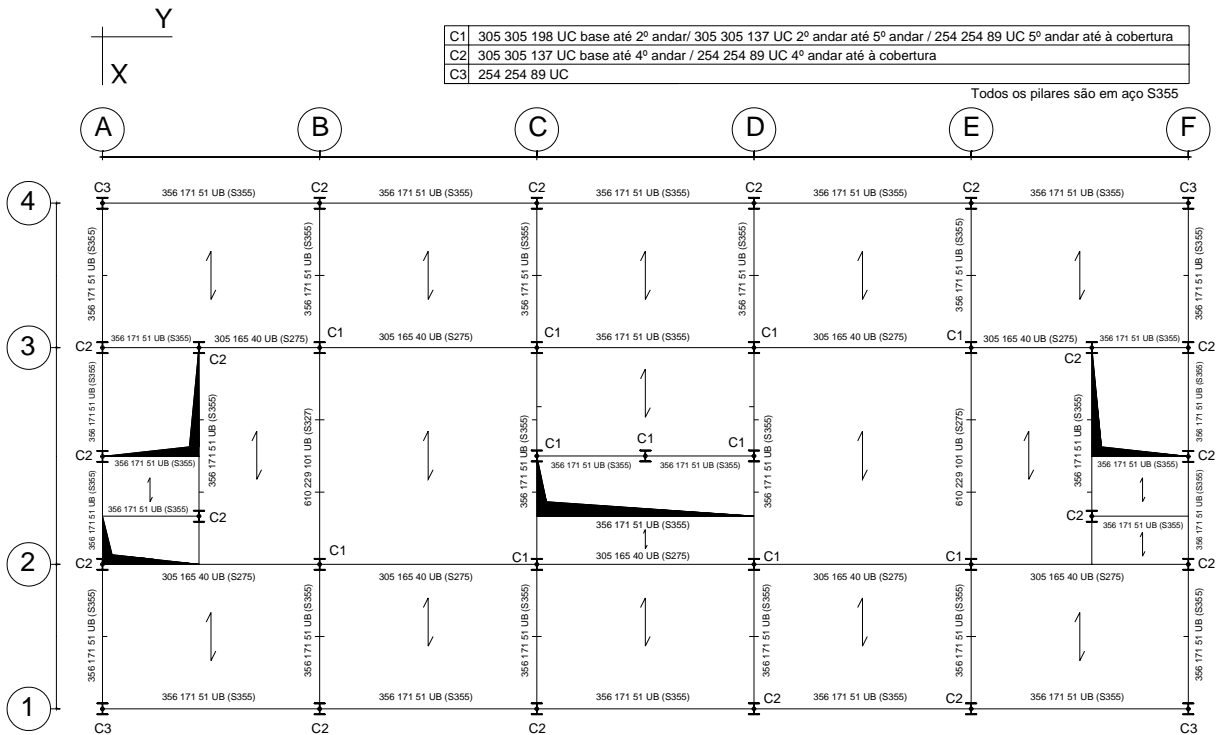 Y
X
C1 305 305 198 UC base até 2º andar/ 305 305 137 UC 2º andar até 5º andar / 254 254 89 UC 5º andar até à cobertura
C2 305 305 137 UC base até 4º andar / 254 254 89 UC 4º andar até à cobertura
C3 254 254 89 UC
Todos os pilares são em aço S355
A B C D E F
C3 356 171 51 UB (S355) C2 356 171 51 UB (S355) C2 356 171 51 UB (S355) C2 356 171 51 UB (S355) C2 356 171 51 UB (S355) C3
4
356 171 51 UB (S355) 356 171 51 UB (S355) 356 171 51 UB (S355) 356 171 51 UB (S355) 356 171 51 UB (S355) 356 171 51 UB (S355)
356 171 51 UB (S355) 305 165 40 UB (S275) C1 305 165 40 UB (S275) C1 356 171 51 UB (S355) C1 305 165 40 UB (S275) C1 305 165 40 UB (S275) 356 171 51 UB (S355)
3
C2 C2 C2 C2
356 171 51 UB (S355) 356 171 51 UB (S355) 610 229 101 UB (S327) 356 171 51 UB (S355) 356 171 51 UB (S355) 610 229 101 UB (S275) 356 171 51 UB (S355) 356 171 51 UB (S355)
C1 C1 C1
C2 356 171 51 UB (S355) 356 171 51 UB (S355) 356 171 51 UB (S355) 356 171 51 UB (S355) C2
356 171 51 UB (S355) 356 171 51 UB (S355)
356 171 51 UB (S355) C2 356 171 51 UB (S355) C2 356 171 51 UB (S355)
C2 C1 C1 305 165 40 UB (S275) C1 C1 C2
2
305 165 40 UB (S275) 305 165 40 UB (S275) 305 165 40 UB (S275) 305 165 40 UB (S275)
356 171 51 UB (S355) 356 171 51 UB (S355) 356 171 51 UB (S355) 356 171 51 UB (S355) 356 171 51 UB (S355) 356 171 51 UB (S355)
356 171 51 UB (S355) 356 171 51 UB (S355) 356 171 51 UB (S355) C2 356 171 51 UB (S355) C2 356 171 51 UB (S355)
1
C3 C2 C2 C3